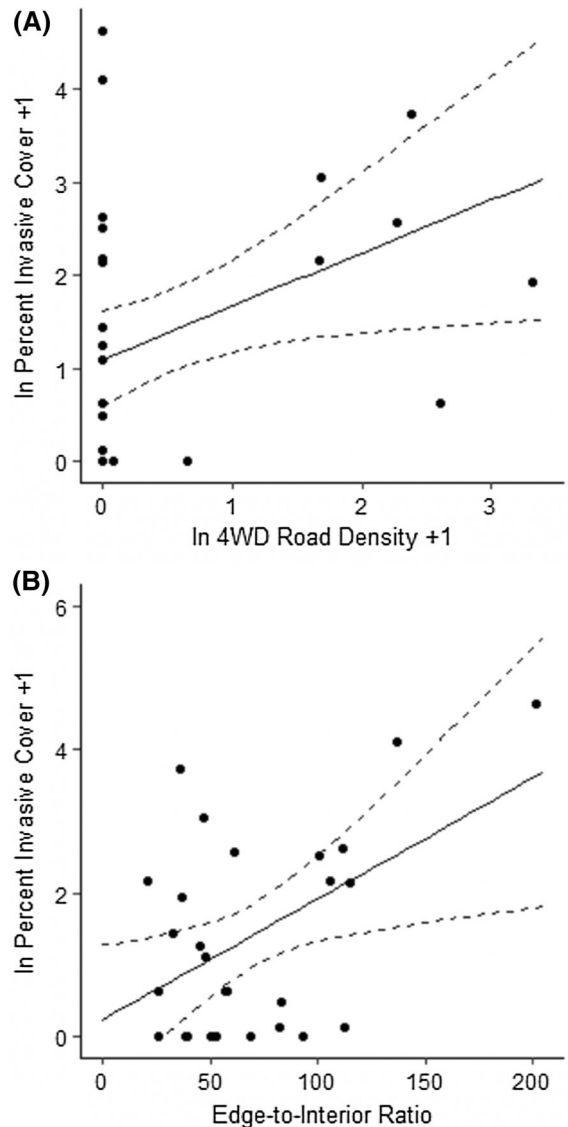 (A)
ln Percent Invasive Cover +1
4
3
2
1
0
0 1 2 3
ln 4WD Road Density +1
(B)
ln Percent Invasive Cover +1
6
4
2
0
0 50 100 150 200
Edge-to-Interior Ratio